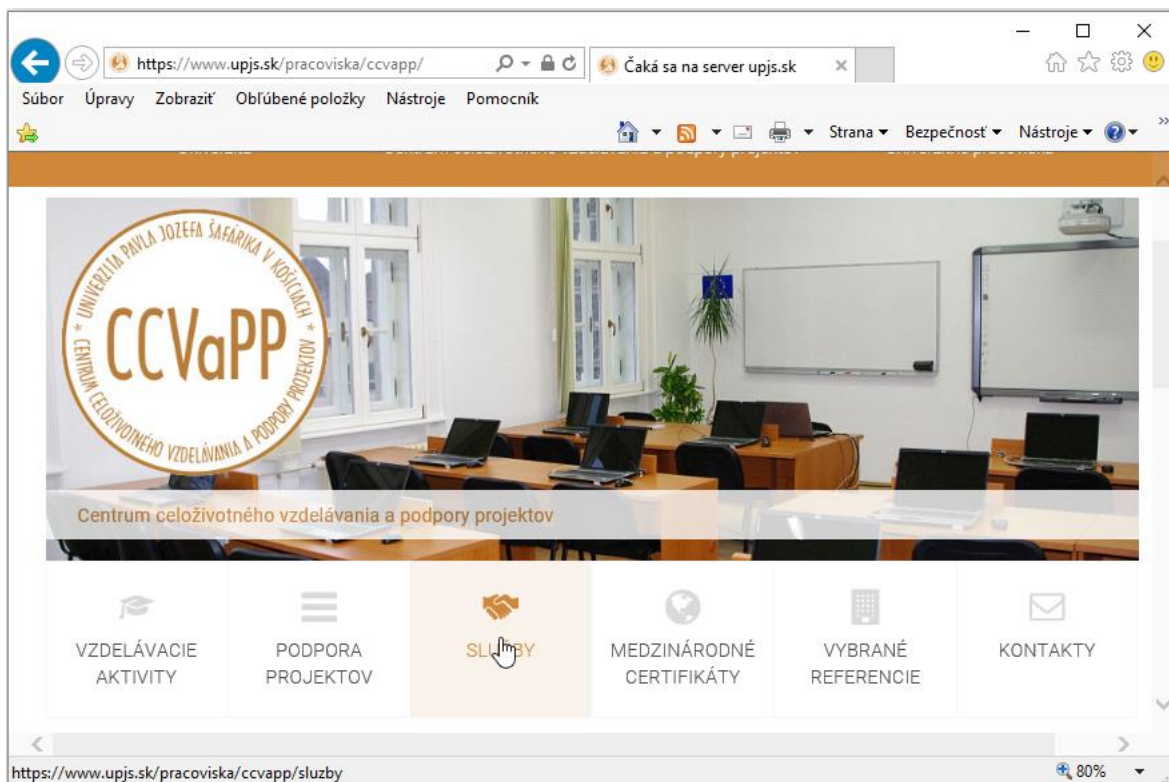 https://www.upjs.sk/pracoviska/ccvapp/
Čaká sa na server upjs.sk
Súbor Úpravy Zobraziť Obľúbené položky Nástroje Pomocník
Strana Bezpečnosť Nástroje
UNIVERZITA PAVLA JOZEFA ŠAFÁRIKA V KOŠICIACH
CCVaPP
CENTRUM CELOŽIVOTNÉHO VZDELÁVANIA A PODPORY PROJEKTOV
Centrum celoživotného vzdelávania a podpory projektov
VZDELÁVACIE
AKTIVITY
PODPORA
PROJEKTOV
SLUŽBY
MEDZINÁRODNÉ
CERTIFIKÁTY
VYBRANÉ
REFERENCIE
KONTAKTY
https://www.upjs.sk/pracoviska/ccvapp/sluzby
80%